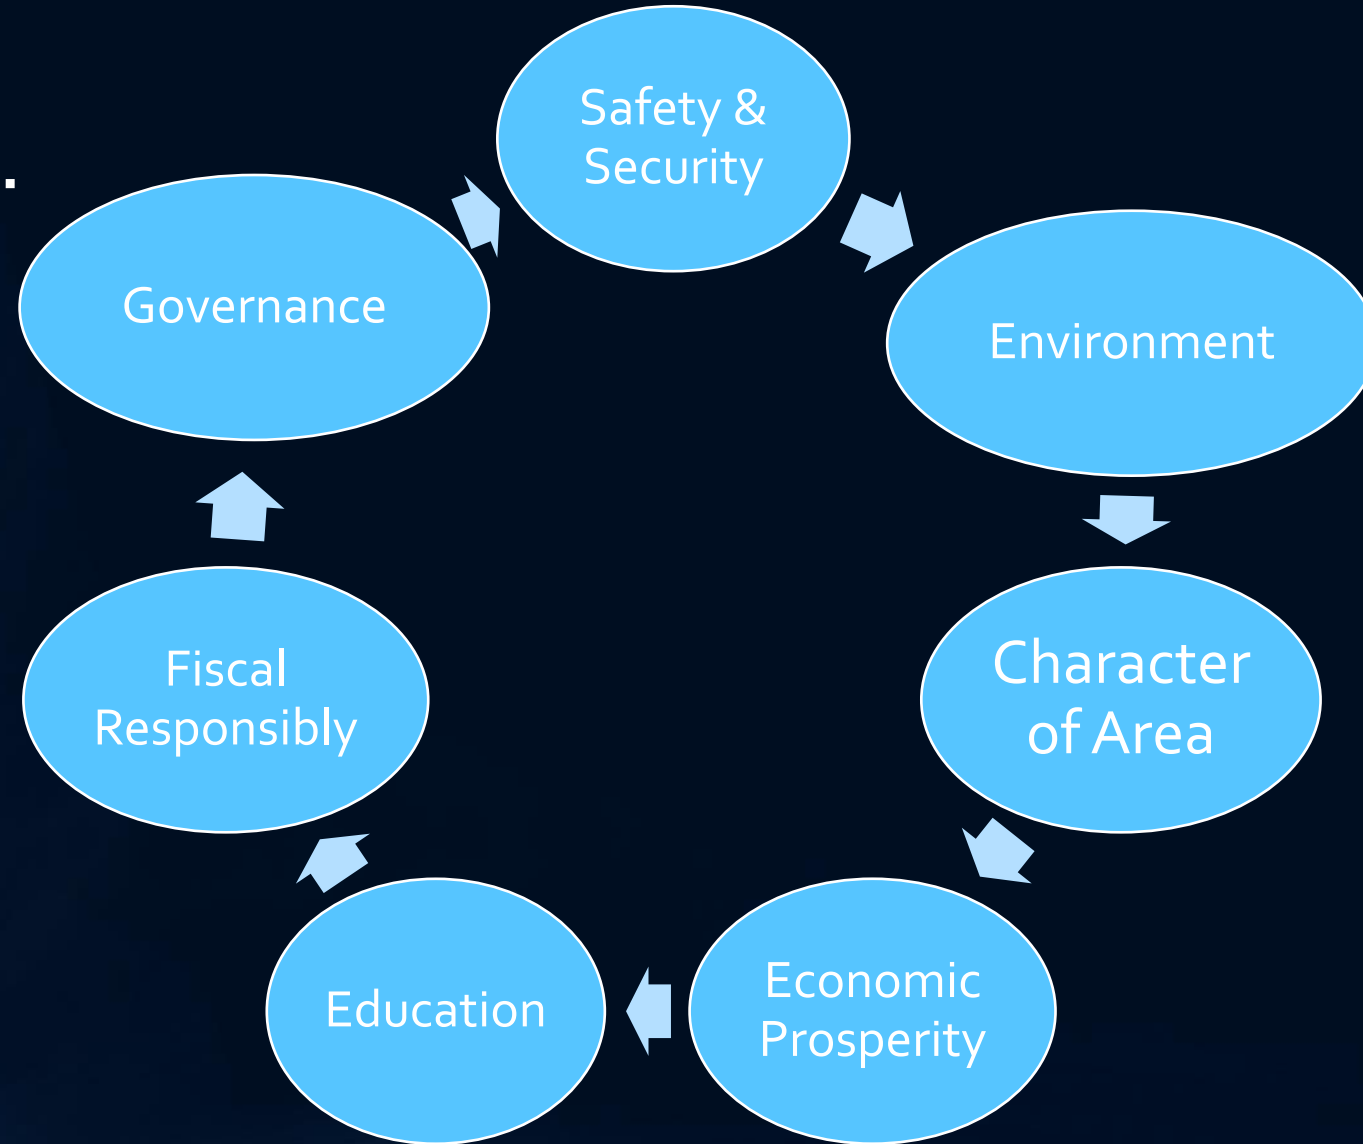 Safety &
Security
Environment
Character
of Area
Economic
Prosperity
Education
Fiscal
Responsibly
Governance